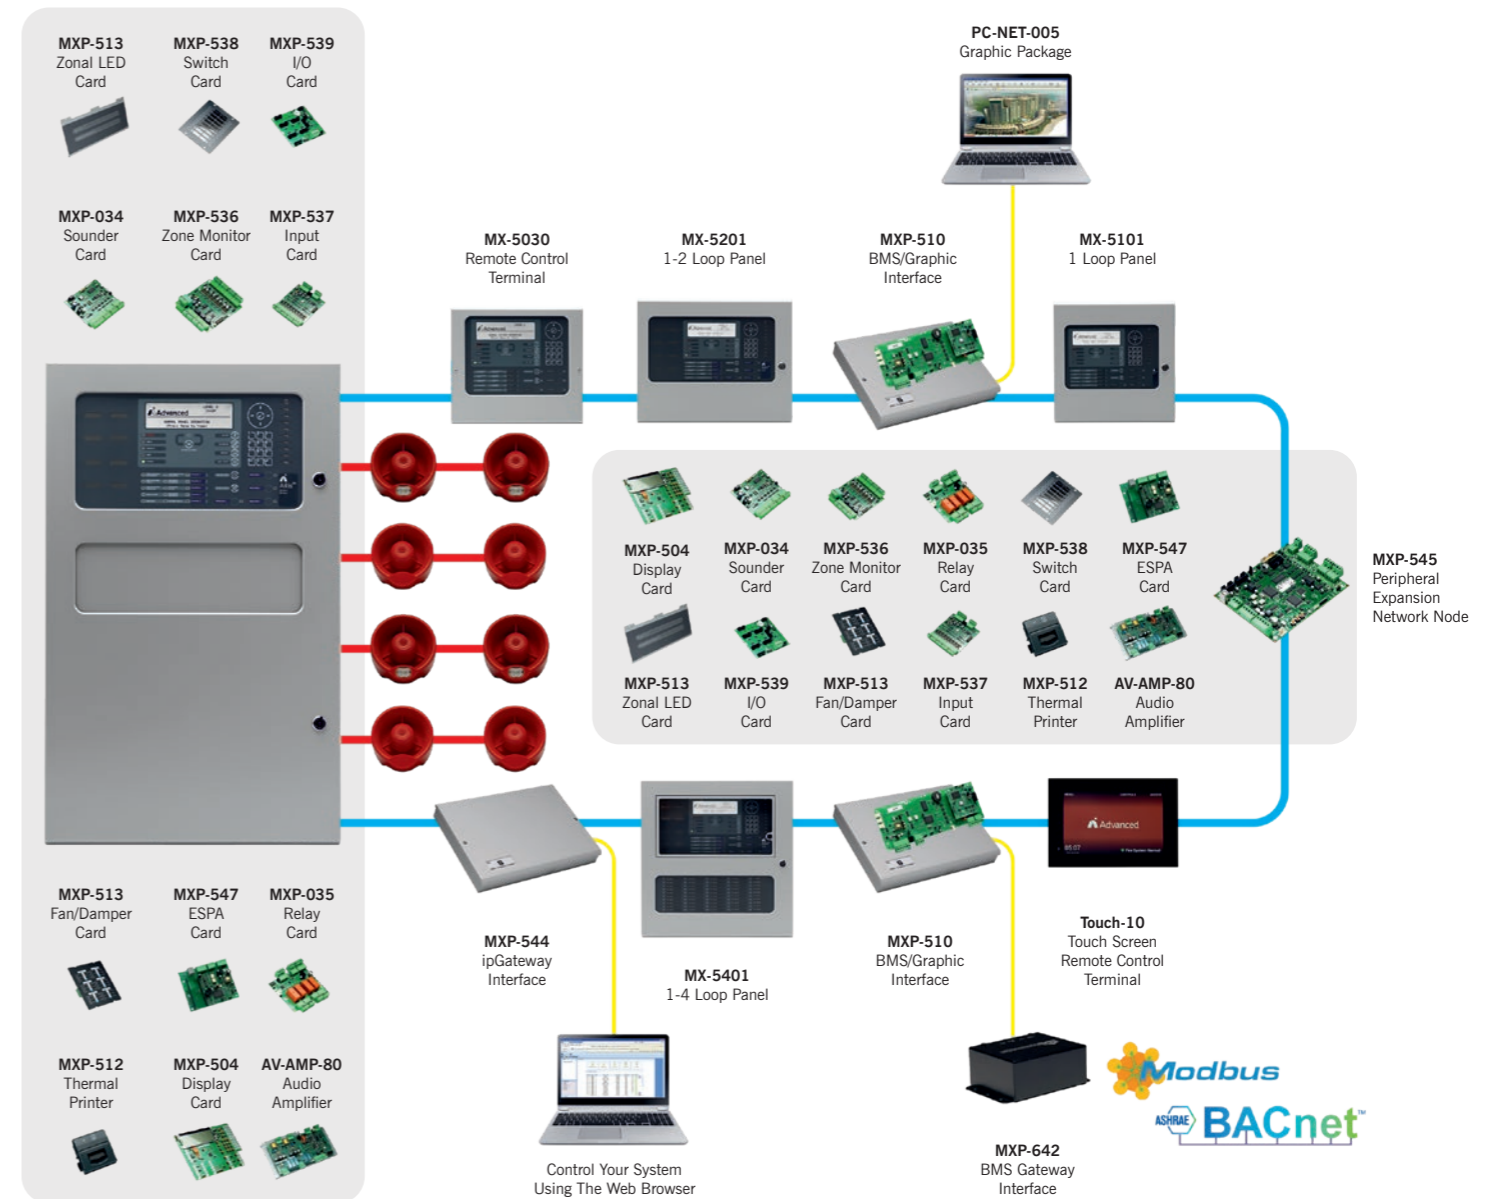 MXP-513
Zonal LED
Card
MXP-538
Switch
Card
MXP-539
I/O
Card
MXP-034
Sounder
Card
MXP-536
Zone Monitor
Card
MXP-537
Input
Card
PC-NET-005
Graphic Package
MX-5030
Remote Control
Terminal
MX-5201
1-2 Loop Panel
MXP-510
BMS/Graphic
Interface
MX-5101
1 Loop Panel
Advanced
MXP-504
Display
Card
MXP-034
Sounder
Card
MXP-536
Zone Monitor
Card
MXP-035
Relay
Card
MXP-538
Switch
Card
MXP-547
ESPA
Card
MXP-513
Zonal LED
Card
MXP-539
I/O
Card
MXP-513
Fan/Damper
Card
MXP-537
Input
Card
MXP-512
Thermal
Printer
AV-AMP-80
Audio
Amplifier
MXP-545
Peripheral
Expansion
Network Node
MXP-544
ipGateway
Interface
MX-5401
1-4 Loop Panel
MXP-510
BMS/Graphic
Interface
Advanced
Touch-10
Touch Screen
Remote Control
Terminal
MXP-513
Fan/Damper
Card
MXP-547
ESPA
Card
MXP-035
Relay
Card
MXP-512
Thermal
Printer
MXP-504
Display
Card
AV-AMP-80
Audio
Amplifier
Control Your System
Using The Web Browser
MXP-642
BMS Gateway
Interface
Modbus
ASHRAE BACnet™